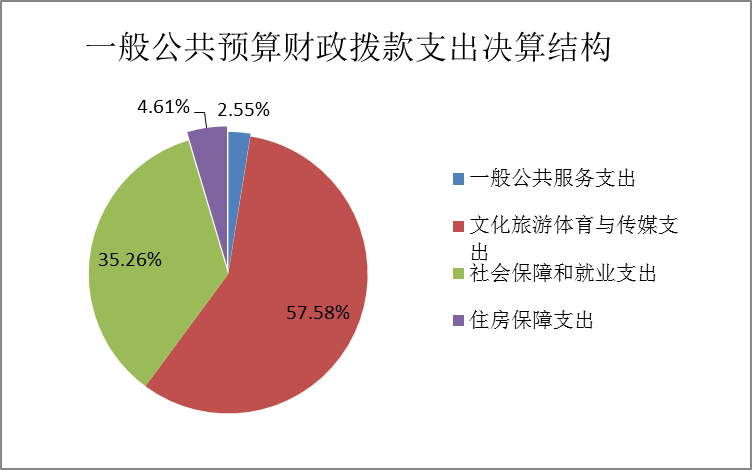 一般公共预算财政拨款支出决算结构
4.61%
2.55%
35.26%
57.58%
一般公共服务支出
文化旅游体育与传媒支
出
社会保障和就业支出
住房保障支出